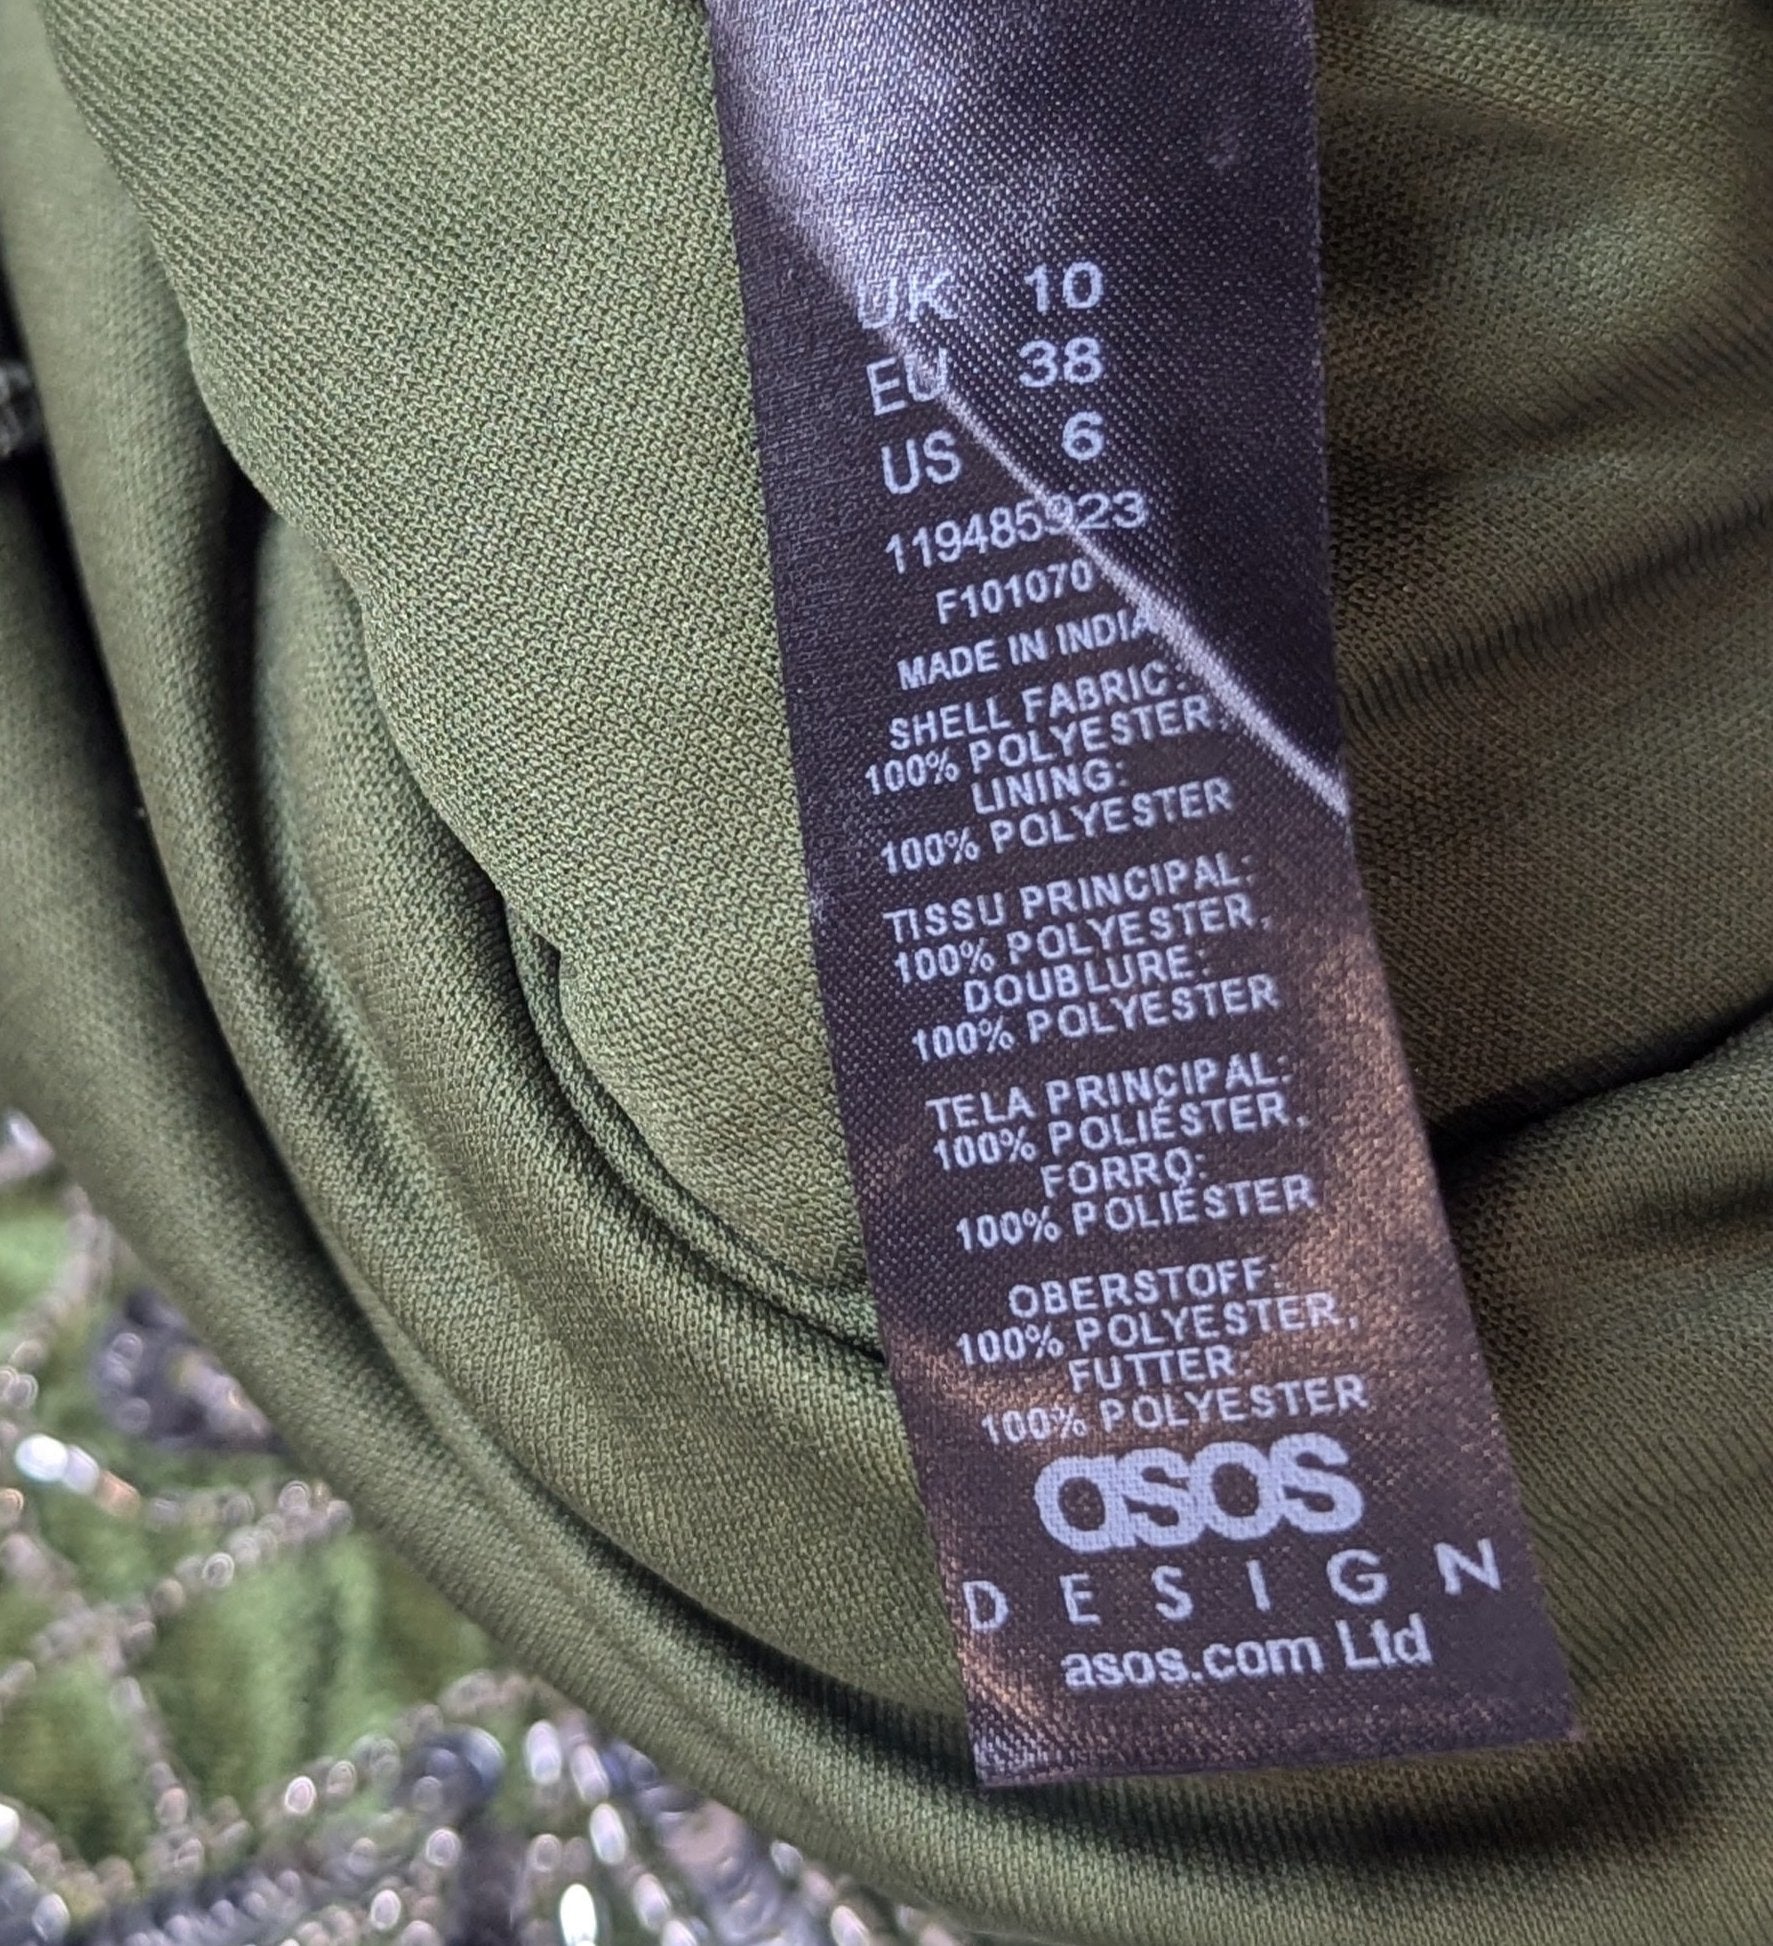 UK 10
EU 38
US 6
119485923
F101070
MADE IN INDIA
SHELL FABRIC:
100% POLYESTER,
LINING:
100% POLYESTER
TISSU PRINCIPAL:
100% POLYESTER,
DOUBLURE:
100% POLYESTER
TELA PRINCIPAL:
100% POLIÉSTER,
FORRO:
100% POLIÉSTER
OBERSTOFF:
100% POLYESTER,
FUTTER:
100% POLYESTER
asos
DESIGN
asos.com Ltd